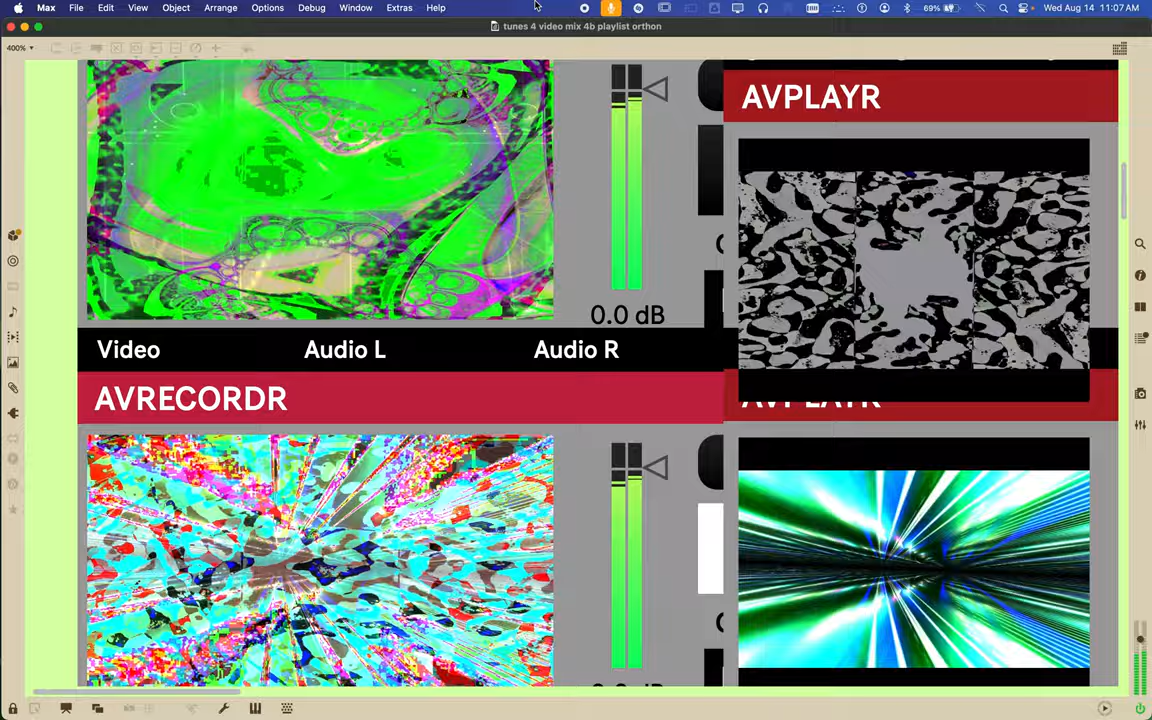 Max File Edit View Object Arrange Options Debug Window Extras Help 69% Wed Aug 14 11:07 AM
tunes 4 video mix 4b playlist orthon
400%
AVPLAYR
0.0 dB
Video Audio L Audio R
AVRECORDR
AVPLAYR